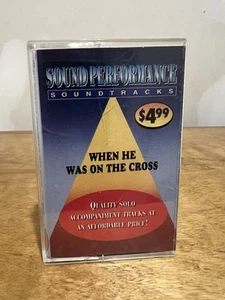 SOUND PERFORMANCE
SOUNDTRACKS
$4.99
WHEN HE
WAS ON THE CROSS
QUALITY SOLO
ACCOMPANIMENT TRACKS AT
AN AFFORDABLE PRICE!